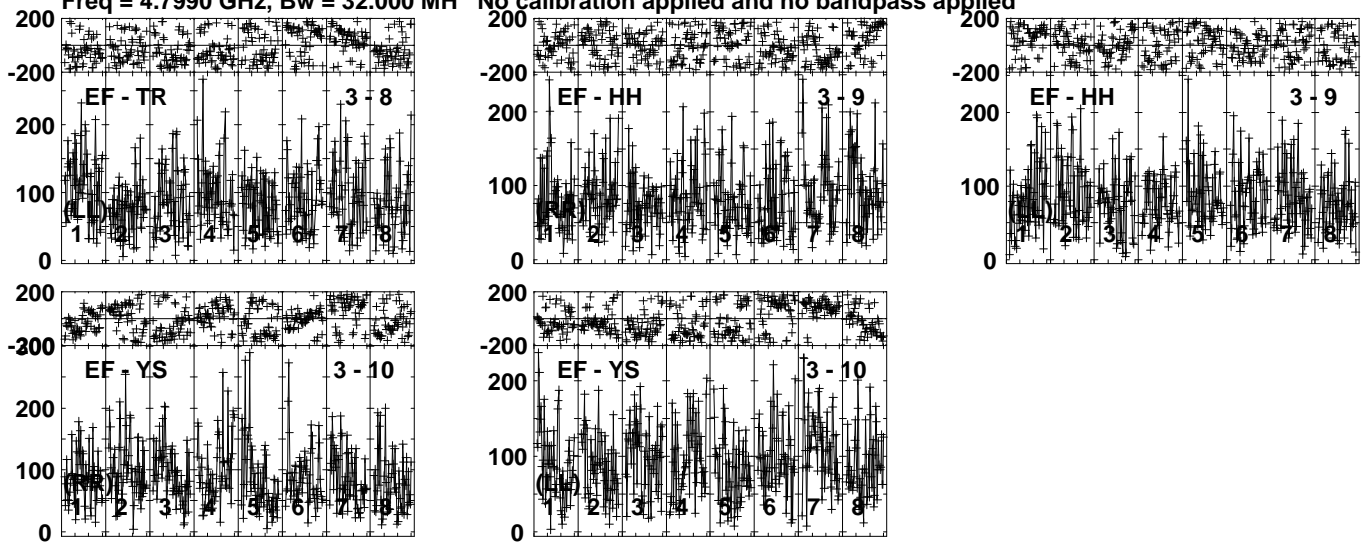 Freq = 4.7990 GHz, Bw = 32.000 MH No calibration applied and no bandpass applied
200
-200
EF - TR 3 - 8
200
100
(LL)
1 2 3 4 5 6 7 8
0
200
-200
EF - HH 3 - 9
200
100
(RR)
1 2 3 4 5 6 7 8
0
200
-200
EF - HH 3 - 9
200
100
(LL)
1 2 3 4 5 6 7 8
0
200
-200
300
EF - YS 3 - 10
200
100
(RR)
1 2 3 4 5 6 7 8
0
200
-200
EF - YS 3 - 10
200
100
(LL)
1 2 3 4 5 6 7 8
0